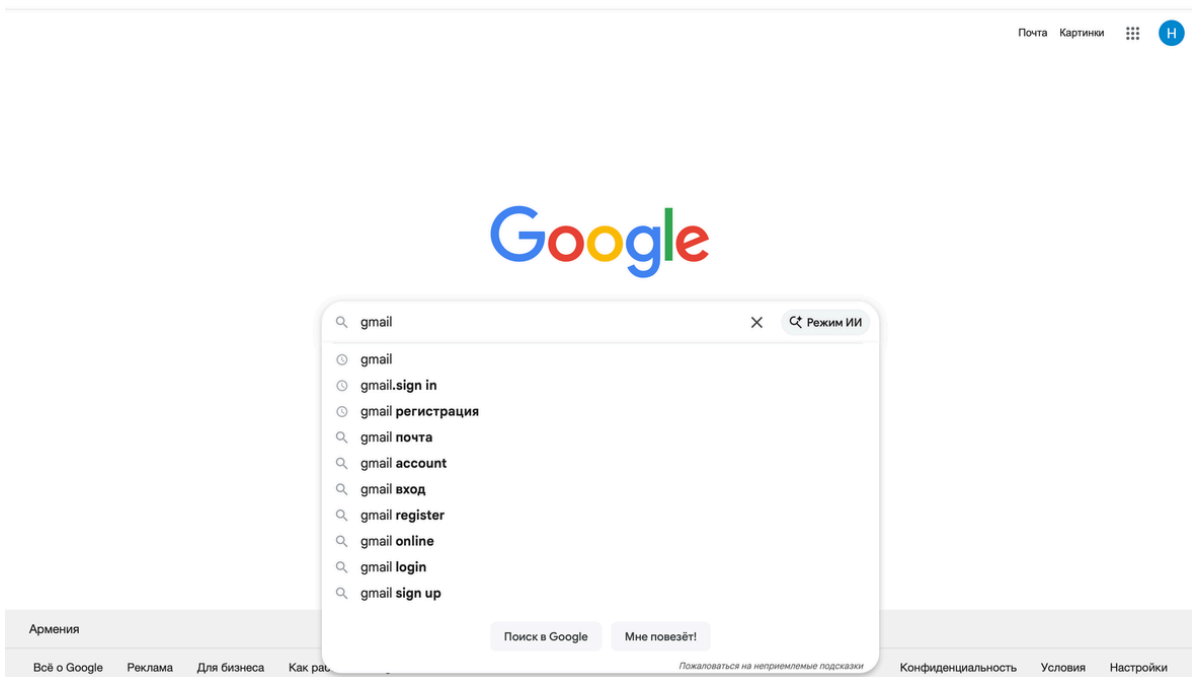 Почта Картинки H
Google
gmail Режим ИИ
gmail
gmail.sign in
gmail регистрация
gmail почта
gmail account
gmail вход
gmail register
gmail online
gmail login
gmail sign up
Армения
Поиск в Google Мне повезёт!
Пожаловаться на неприемлемые подсказки
Всё о Google Реклама Для бизнеса Как Конфиденциальность Условия Настройки